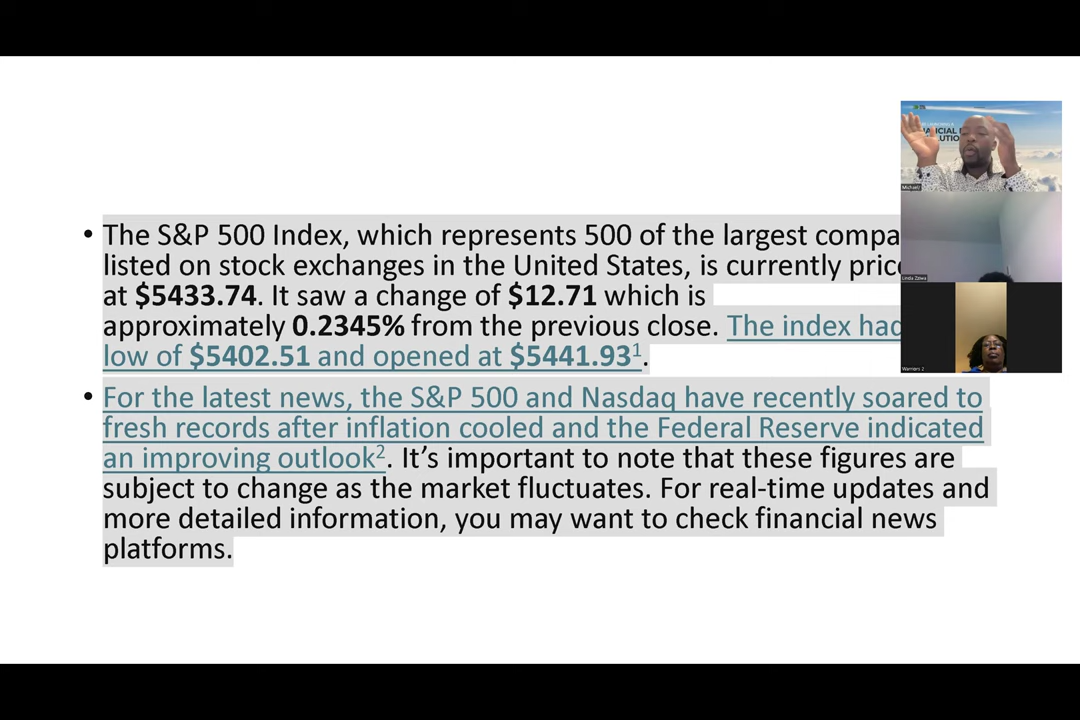 • The S&P 500 Index, which represents 500 of the largest compa
listed on stock exchanges in the United States, is currently pric
at $5433.74. It saw a change of $12.71 which is
approximately 0.2345% from the previous close. The index had
low of $5402.51 and opened at $5441.93¹.
• For the latest news, the S&P 500 and Nasdaq have recently soared to
fresh records after inflation cooled and the Federal Reserve indicated
an improving outlook². It’s important to note that these figures are
subject to change as the market fluctuates. For real-time updates and
more detailed information, you may want to check financial news
platforms.
Michael
Warriors 2